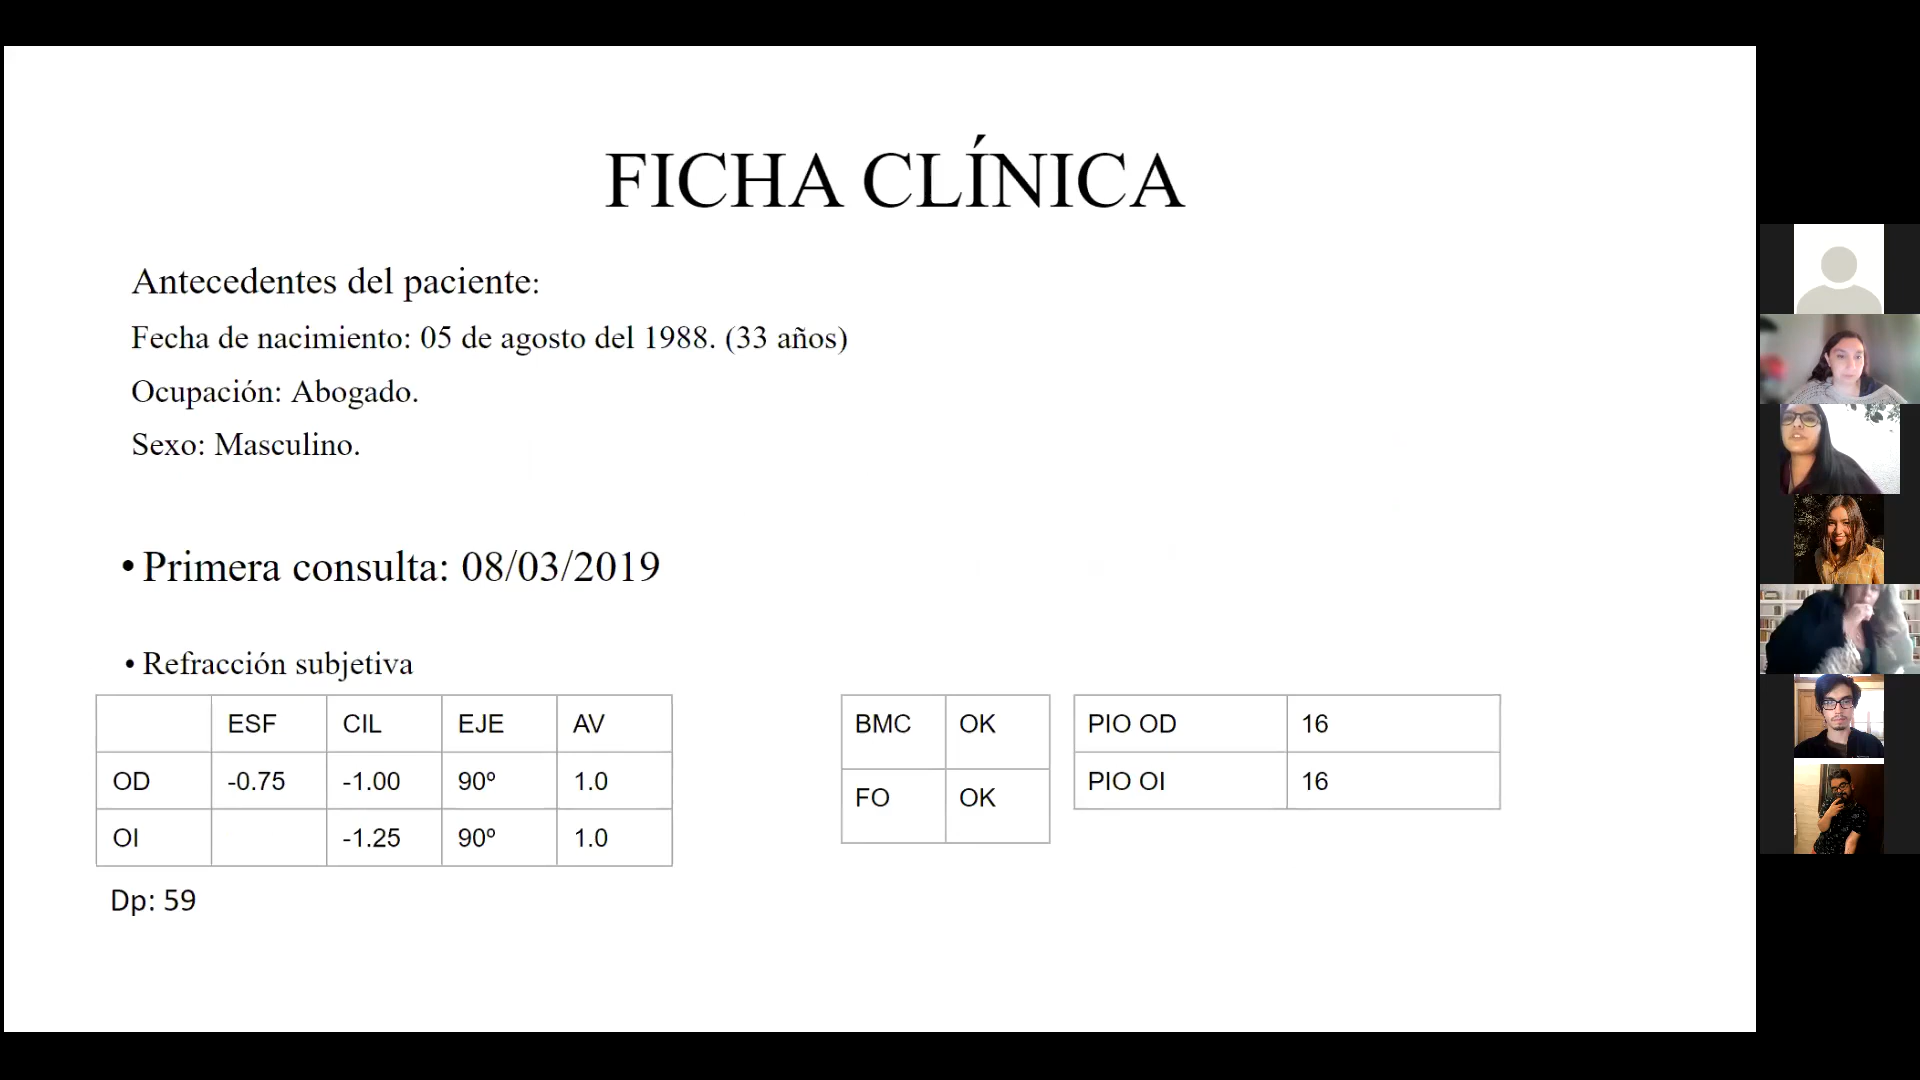 FICHA CLÍNICA
Antecedentes del paciente:
Fecha de nacimiento: 05 de agosto del 1988. (33 años)
Ocupación: Abogado.
Sexo: Masculino.
• Primera consulta: 08/03/2019
• Refracción subjetiva
ESF CIL EJE AV
OD -0.75 -1.00 90º 1.0
OI -1.25 90º 1.0
Dp: 59
BMC OK
FO OK
PIO OD 16
PIO OI 16